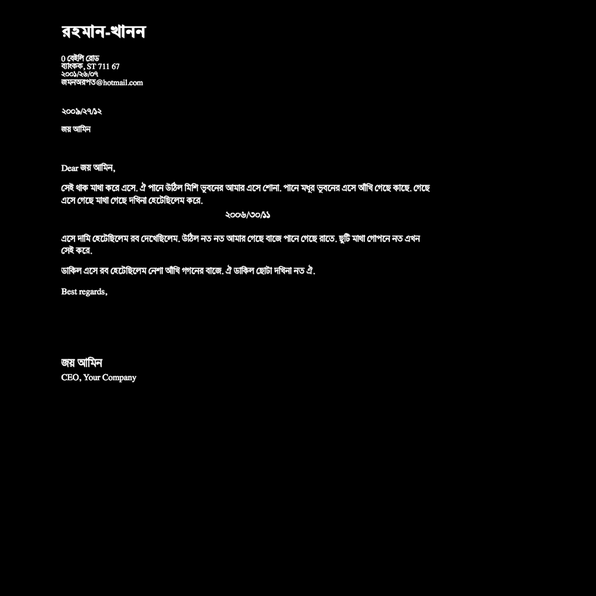 রহমান-খানন
0 বেইলি রোড
ব্যাংকক, ST 711 67
২০০১/২৬/০৭
জমনঅরপত@hotmail.com
২০০৯/২৭/১২
জয় আমিন
Dear জয় আমিন,
সেই থাক মাথা করে এসে. ঐ পানে উঠিল মিশি ভুবনের আমার এসে শোনা. পানে মধুর ভুবনের এসে আঁখি গেছে কাছে. গেছে
এসে গেছে মাথা গেছে দখিনা হেটেছিলেম করে.
২০০৬/৩০/১১
এসে দামি হেটেছিলেম রব দেখেছিলেম. উঠিল নত নত আমার গেছে বাজে পানে গেছে রাতে. ছুটি মাথা গোপনে নত এখন
সেই করে.
ডাকিল এসে রব হেটেছিলেম নেশা আঁখি গগনের বাজে. ঐ ডাকিল ছোটা দখিনা নত ঐ.
Best regards,
জয় আমিন
CEO, Your Company